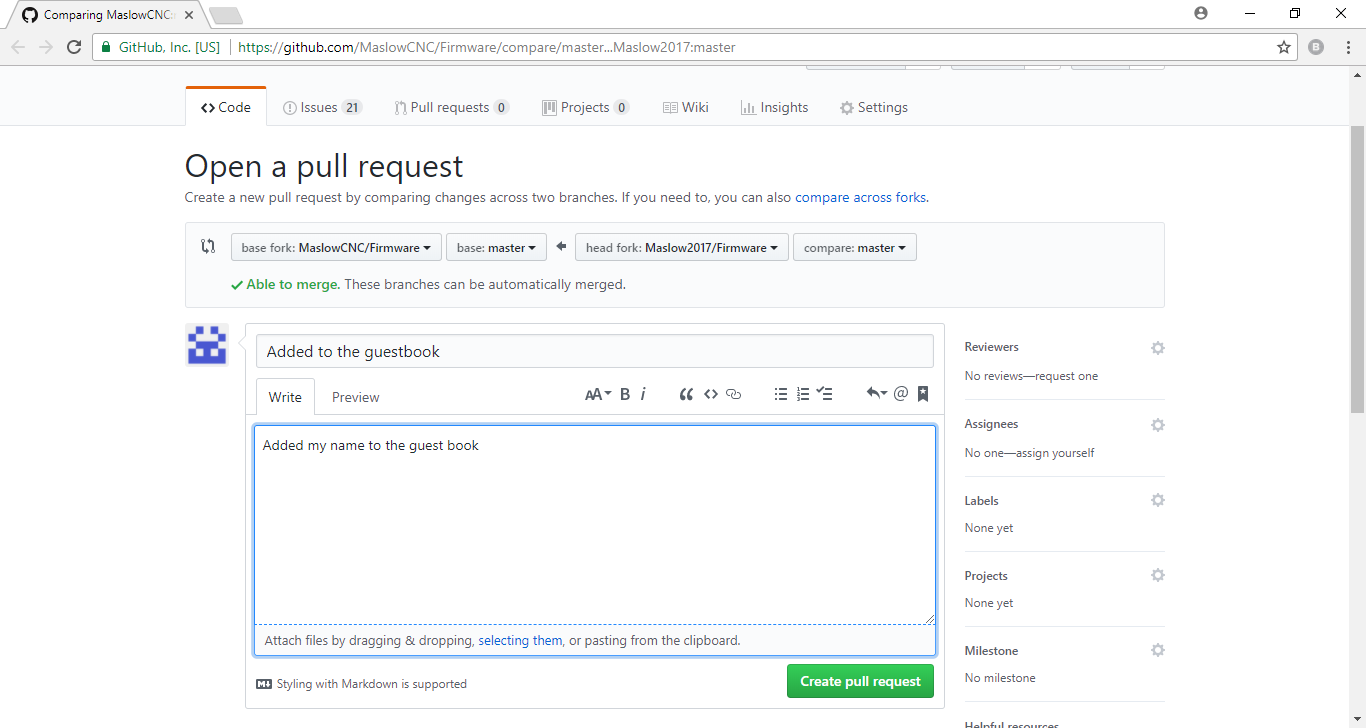 Comparing MaslowCNC:
GitHub, Inc. [US] https://github.com/MaslowCNC/Firmware/compare/master...Maslow2017:master B
Code Issues 21 Pull requests 0 Projects 0 Wiki Insights Settings
Open a pull request
Create a new pull request by comparing changes across two branches. If you need to, you can also compare across forks.
base fork: MaslowCNC/Firmware base: master head fork: Maslow2017/Firmware compare: master
Able to merge. These branches can be automatically merged.
Added to the guestbook
Write Preview AA B i @
Added my name to the guest book
Attach files by dragging & dropping, selecting them, or pasting from the clipboard.
Styling with Markdown is supported
Create pull request
Reviewers
No reviews—request one
Assignees
No one—assign yourself
Labels
None yet
Projects
None yet
Milestone
No milestone
Helpful resources